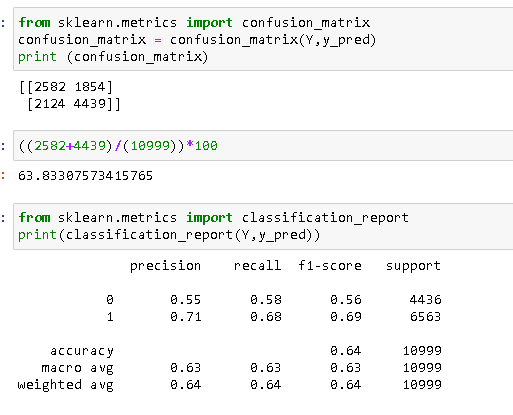 : from sklearn.metrics import confusion_matrix
confusion_matrix = confusion_matrix(Y,y_pred)
print (confusion_matrix)
[[2582 1854]
 [2124 4439]]
: ((2582+4439)/(10999))*100
: 63.83307573415765
: from sklearn.metrics import classification_report
print(classification_report(Y,y_pred))
precision recall f1-score support
0 0.55 0.58 0.56 4436
1 0.71 0.68 0.69 6563
accuracy 0.64 10999
macro avg 0.63 0.63 0.63 10999
weighted avg 0.64 0.64 0.64 10999